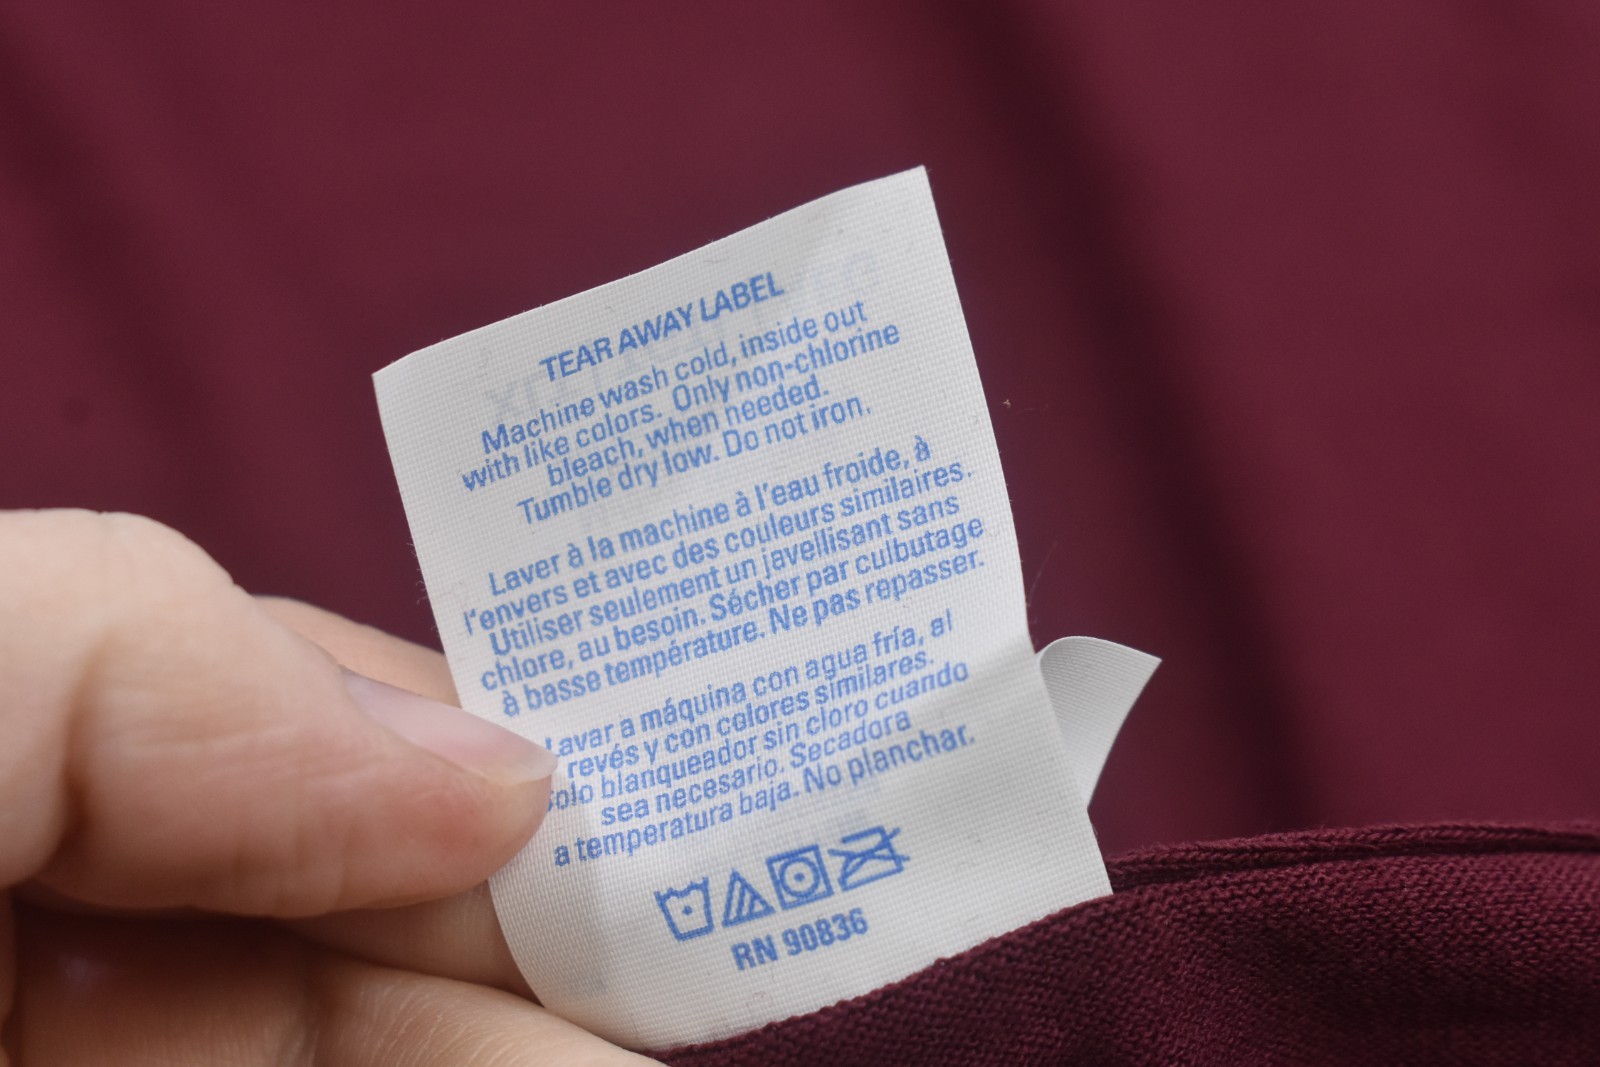 TEAR AWAY LABEL
Machine wash cold, inside out
with like colors. Only non-chlorine
bleach, when needed.
Tumble dry low. Do not iron.
Laver à la machine à l'eau froide, à
l'envers et avec des couleurs similaires.
Utiliser seulement un javellisant sans
chlore, au besoin. Sécher par culbutage
à basse température. Ne pas repasser.
Lavar a máquina con agua fría, al
revés y con colores similares.
Solo blanqueador sin cloro cuando
sea necesario. Secadora
a temperatura baja. No planchar.
RN 90836